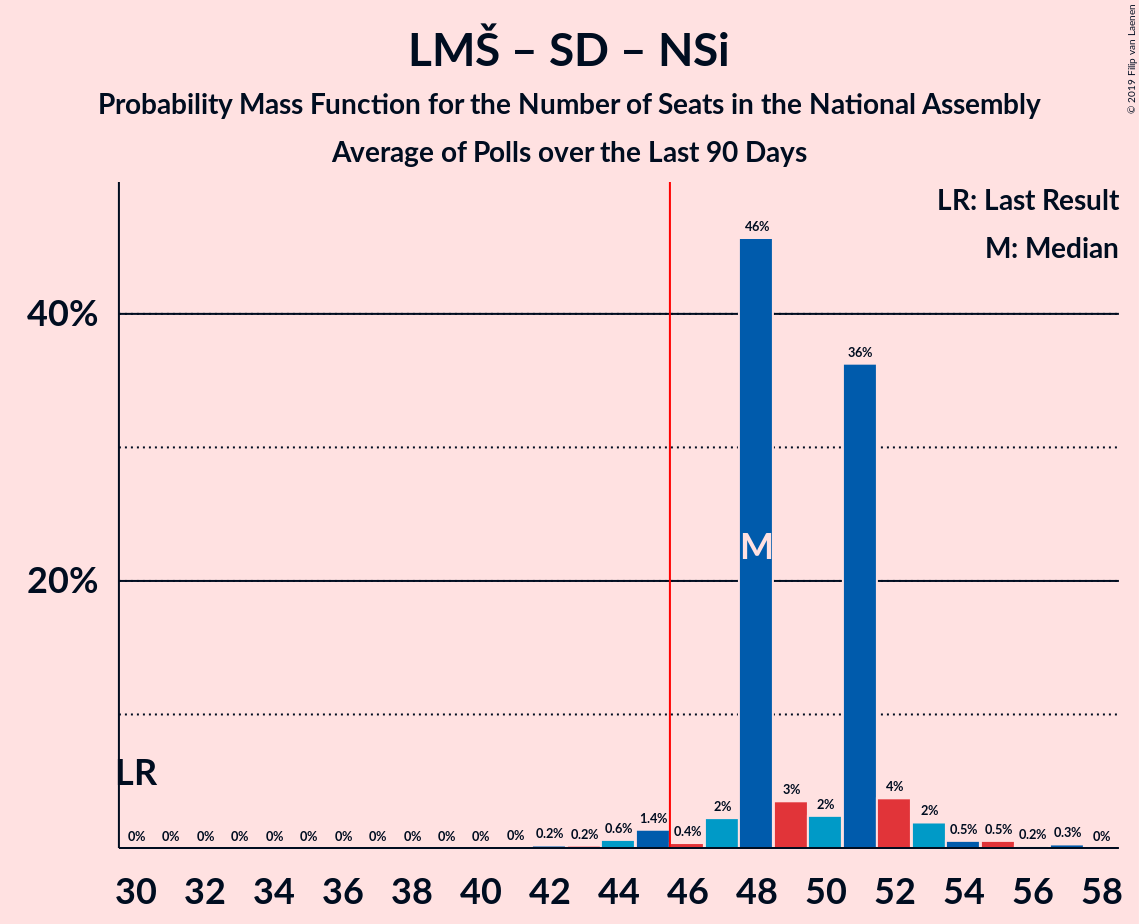 LMŠ – SD – NSi
Probability Mass Function for the Number of Seats in the National Assembly
Average of Polls over the Last 90 Days
© 2019 Filip van Laenen
LR: Last Result
M: Median
46%
40%
36%
M
20%
LR
0% 0% 0% 0% 0% 0% 0% 0% 0% 0% 0% 0% 0.2% 0.2% 0.6% 1.4% 0.4% 2% 3% 2% 4% 2% 0.5% 0.5% 0.2% 0.3% 0%
30 32 34 36 38 40 42 44 46 48 50 52 54 56 58